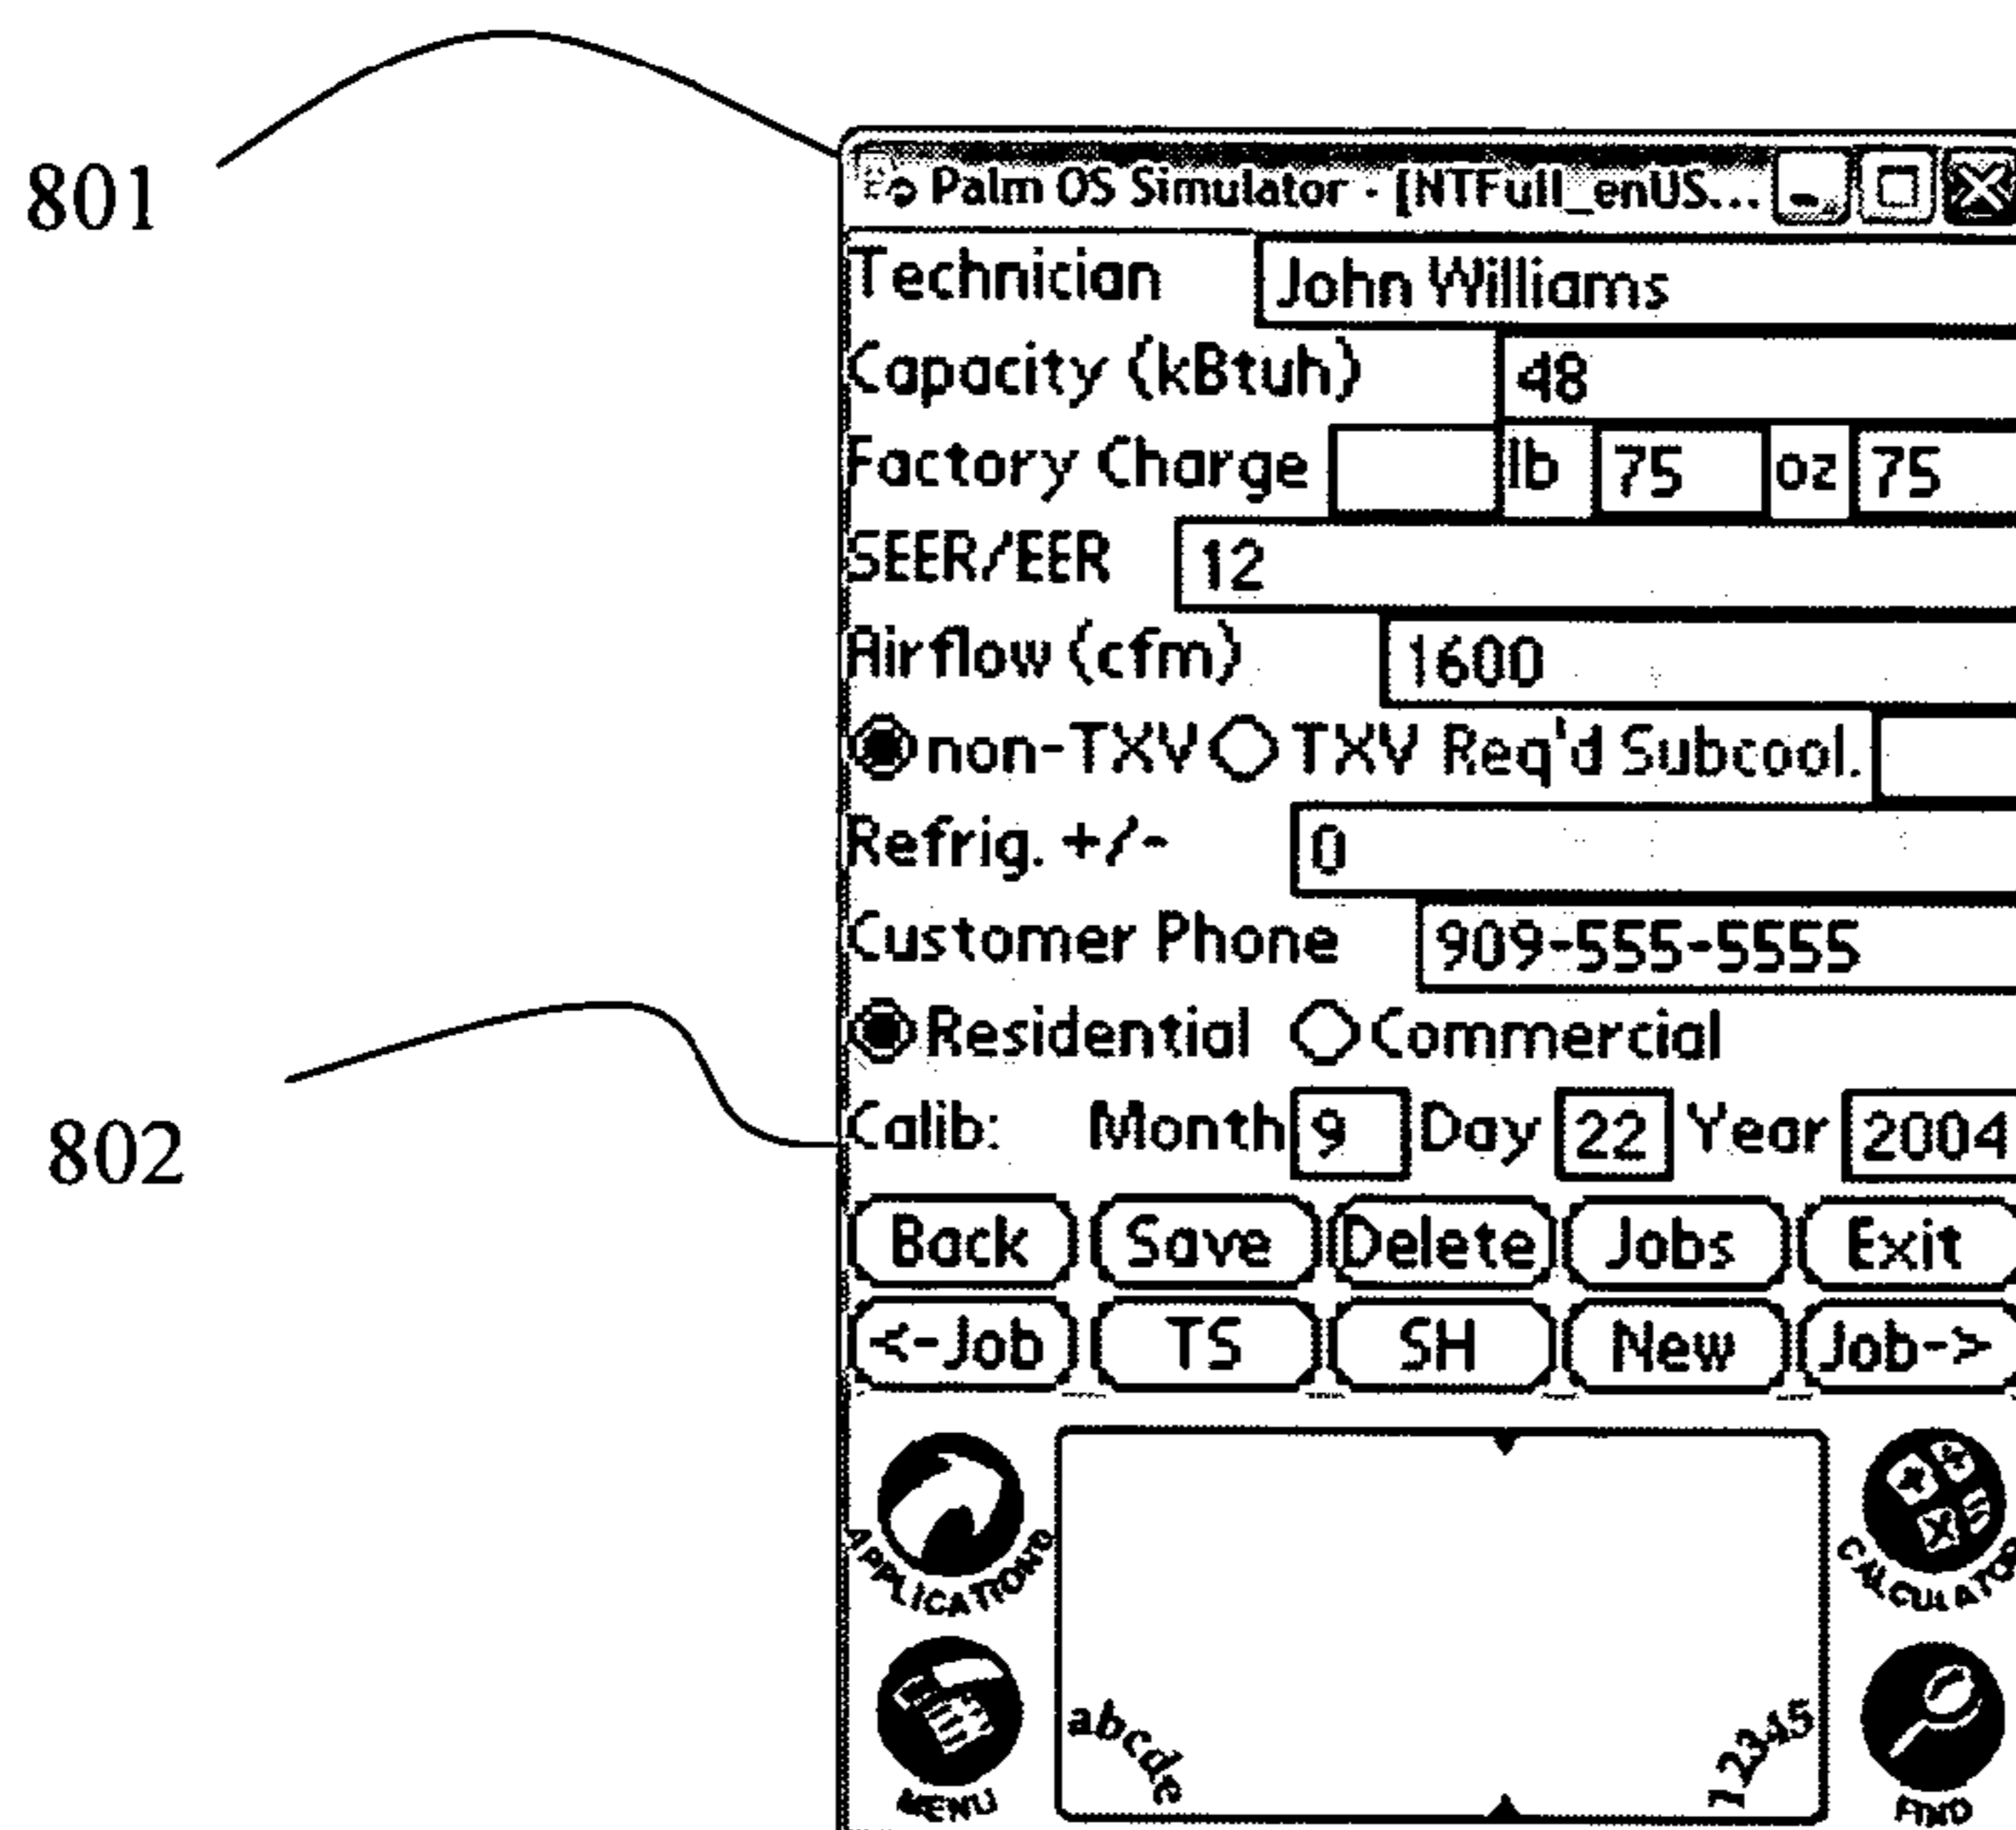 801
Palm OS Simulator - [NTFull_enUS...
Technician John Williams
Capacity (kBtuh) 48
Factory Charge lb 75 oz 75
SEER/EER 12
Airflow (cfm) 1600
non-TXV TXV Req'd Subcool.
Refrig. +/- 0
Customer Phone 909-555-5555
Residential Commercial
802
Calib: Month 9 Day 22 Year 2004
Back Save Delete Jobs Exit
<-Job TS SH New Job->
CALCULATOR
abcde 12345
MENU FIND